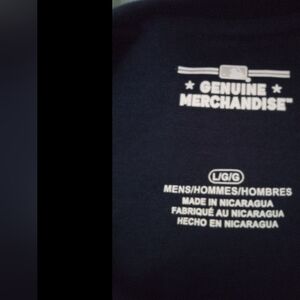 ★ GENUINE ★
MERCHANDISE™
L/G/G
MENS/HOMMES/HOMBRES
MADE IN NICARAGUA
FABRIQUÉ AU NICARAGUA
HECHO EN NICARAGUA